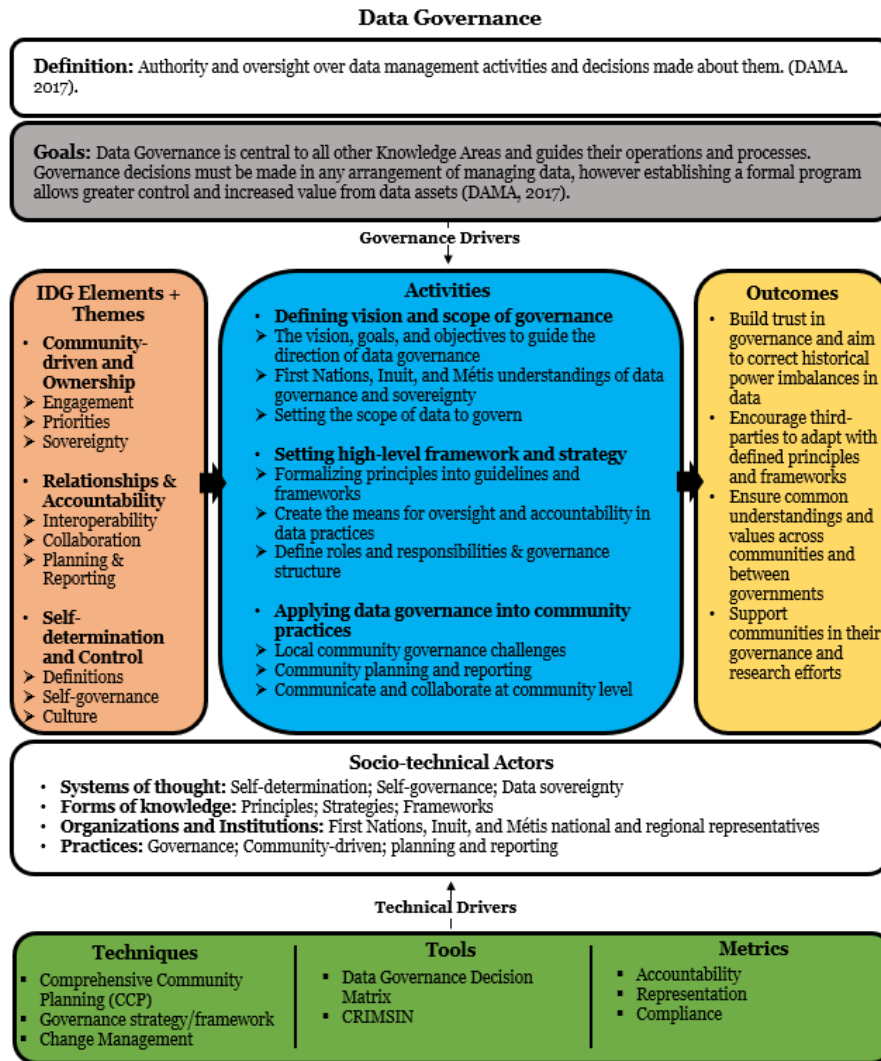 Data Governance
Definition: Authority and oversight over data management activities and decisions made about them. (DAMA.
2017).
Goals: Data Governance is central to all other Knowledge Areas and guides their operations and processes.
Governance decisions must be made in any arrangement of managing data, however establishing a formal program
allows greater control and increased value from data assets (DAMA, 2017).
Governance Drivers
IDG Elements +
Themes
• Community-
driven and
Ownership
➢ Engagement
➢ Priorities
➢ Sovereignty
• Relationships &
Accountability
➢ Interoperability
➢ Collaboration
➢ Planning &
Reporting
• Self-
determination
and Control
➢ Definitions
➢ Self-governance
➢ Culture
Activities
• Defining vision and scope of governance
➢ The vision, goals, and objectives to guide the
direction of data governance
➢ First Nations, Inuit, and Métis understandings of data
governance and sovereignty
➢ Setting the scope of data to govern
• Setting high-level framework and strategy
➢ Formalizing principles into guidelines and
frameworks
➢ Create the means for oversight and accountability in
data practices
➢ Define roles and responsibilities & governance
structure
• Applying data governance into community
practices
➢ Local community governance challenges
➢ Community planning and reporting
➢ Communicate and collaborate at community level
Outcomes
• Build trust in
governance and aim
to correct historical
power imbalances in
data
• Encourage third-
parties to adapt with
defined principles
and frameworks
• Ensure common
understandings and
values across
communities and
between
governments
• Support
communities in their
governance and
research efforts
Socio-technical Actors
• Systems of thought: Self-determination; Self-governance; Data sovereignty
• Forms of knowledge: Principles; Strategies; Frameworks
• Organizations and Institutions: First Nations, Inuit, and Métis national and regional representatives
• Practices: Governance; Community-driven; planning and reporting
Technical Drivers
Techniques
▪ Comprehensive Community
Planning (CCP)
▪ Governance strategy/framework
▪ Change Management
Tools
▪ Data Governance Decision
Matrix
▪ CRIMSIN
Metrics
▪ Accountability
▪ Representation
▪ Compliance